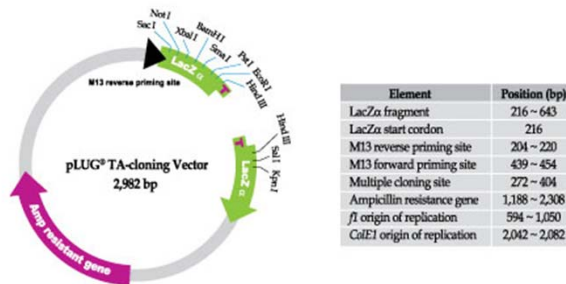 Sac I
Not I
Xbal I
BamH I
Sma I
Pst I
EcoR I
Hind III
LacZ α
T
M13 reverse priming site
T
Hind III
Sal I
Kpn I
LacZ α
pLUG® TA-cloning Vector
2,982 bp
Amp resistant gene
Element Position (bp)
LacZα fragment 216 ~ 643
LacZα start cordon 216
M13 reverse priming site 204 ~ 220
M13 forward priming site 439 ~ 454
Multiple cloning site 272 ~ 404
Ampicillin resistance gene 1,188 ~ 2,308
f1 origin of replication 594 ~ 1,050
ColE1 origin of replication 2,042 ~ 2,082